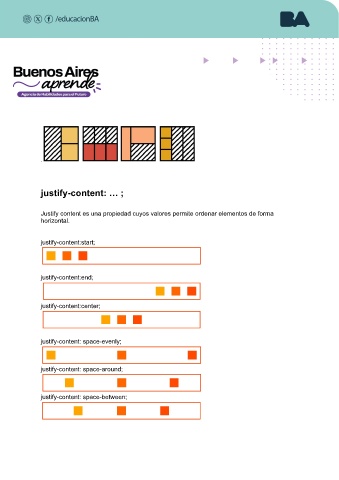 /educacionBA
BA
Buenos Aires
aprende
Agencia de Habilidades para el Futuro
justify-content: … ;
Justify content es una propiedad cuyos valores permite ordenar elementos de forma
horizontal.
justify-content:start;
justify-content:end;
justify-content:center;
justify-content: space-evenly;
justify-content: space-around;
justify-content: space-between;